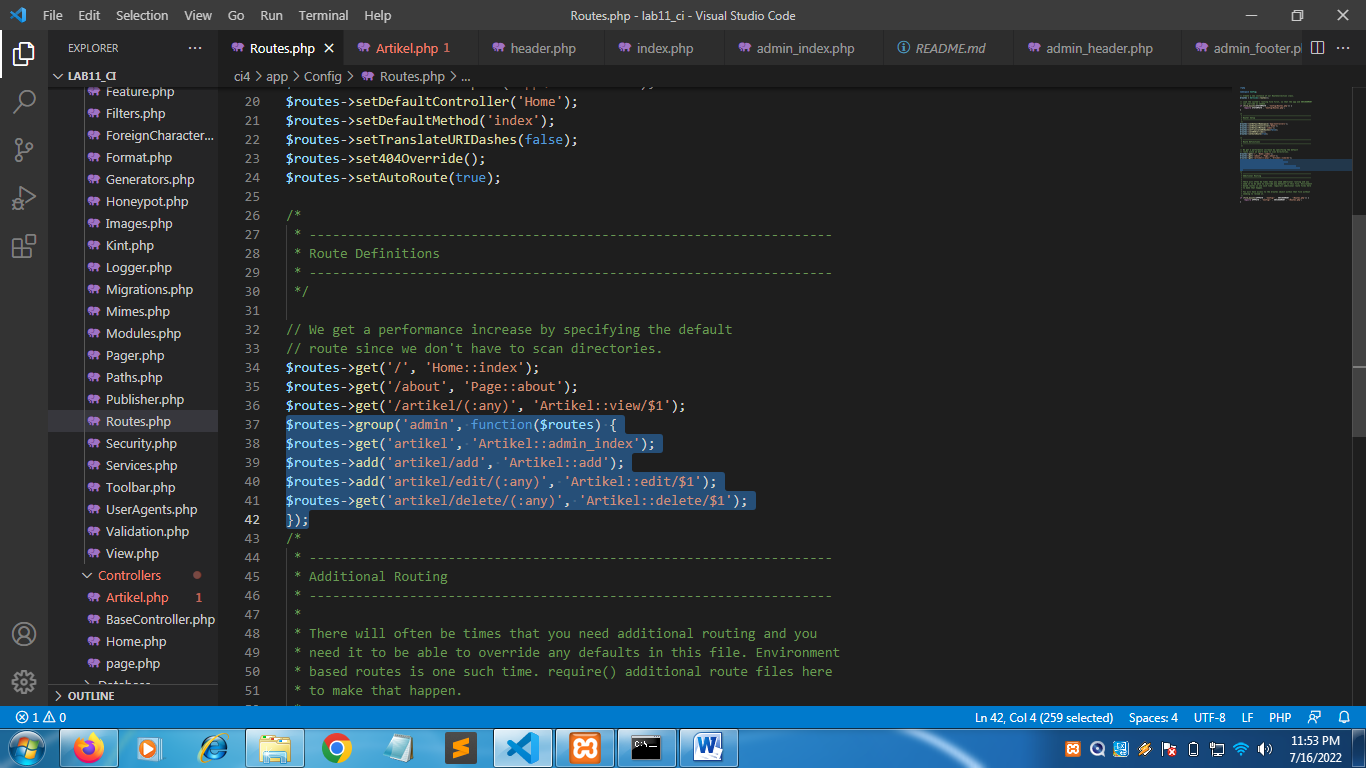 File Edit Selection View Go Run Terminal Help
Routes.php - lab11_ci - Visual Studio Code
EXPLORER
Routes.php
Artikel.php 1
header.php
index.php
admin_index.php
README.md
admin_header.php
admin_footer.p
LAB11_CI
ci4 > app > Config > Routes.php > ...
Feature.php
Filters.php
ForeignCharacter...
Format.php
Generators.php
Honeypot.php
Images.php
Kint.php
Logger.php
Migrations.php
Mimes.php
Modules.php
Pager.php
Paths.php
Publisher.php
Routes.php
Security.php
Services.php
Toolbar.php
UserAgents.php
Validation.php
View.php
Controllers
Artikel.php 1
BaseController.php
Home.php
page.php
OUTLINE
20 $routes->setDefaultController('Home');
21 $routes->setDefaultMethod('index');
22 $routes->setTranslateURIDashes(false);
23 $routes->set404Override();
24 $routes->setAutoRoute(true);
25
26 /*
27 * --------------------------------------------------------------------
28 * Route Definitions
29 * --------------------------------------------------------------------
30 */
31
32 // We get a performance increase by specifying the default
33 // route since we don't have to scan directories.
34 $routes->get('/', 'Home::index');
35 $routes->get('/about', 'Page::about');
36 $routes->get('/artikel/(:any)', 'Artikel::view/$1');
37 $routes->group('admin', function($routes) {
38 $routes->get('artikel', 'Artikel::admin_index');
39 $routes->add('artikel/add', 'Artikel::add');
40 $routes->add('artikel/edit/(:any)', 'Artikel::edit/$1');
41 $routes->get('artikel/delete/(:any)', 'Artikel::delete/$1');
42 });
43 /*
44 * --------------------------------------------------------------------
45 * Additional Routing
46 * --------------------------------------------------------------------
47 *
48 * There will often be times that you need additional routing and you
49 * need it to be able to override any defaults in this file. Environment
50 * based routes is one such time. require() additional route files here
51 * to make that happen.
1 0
Ln 42, Col 4 (259 selected) Spaces: 4 UTF-8 LF PHP
11:53 PM
7/16/2022